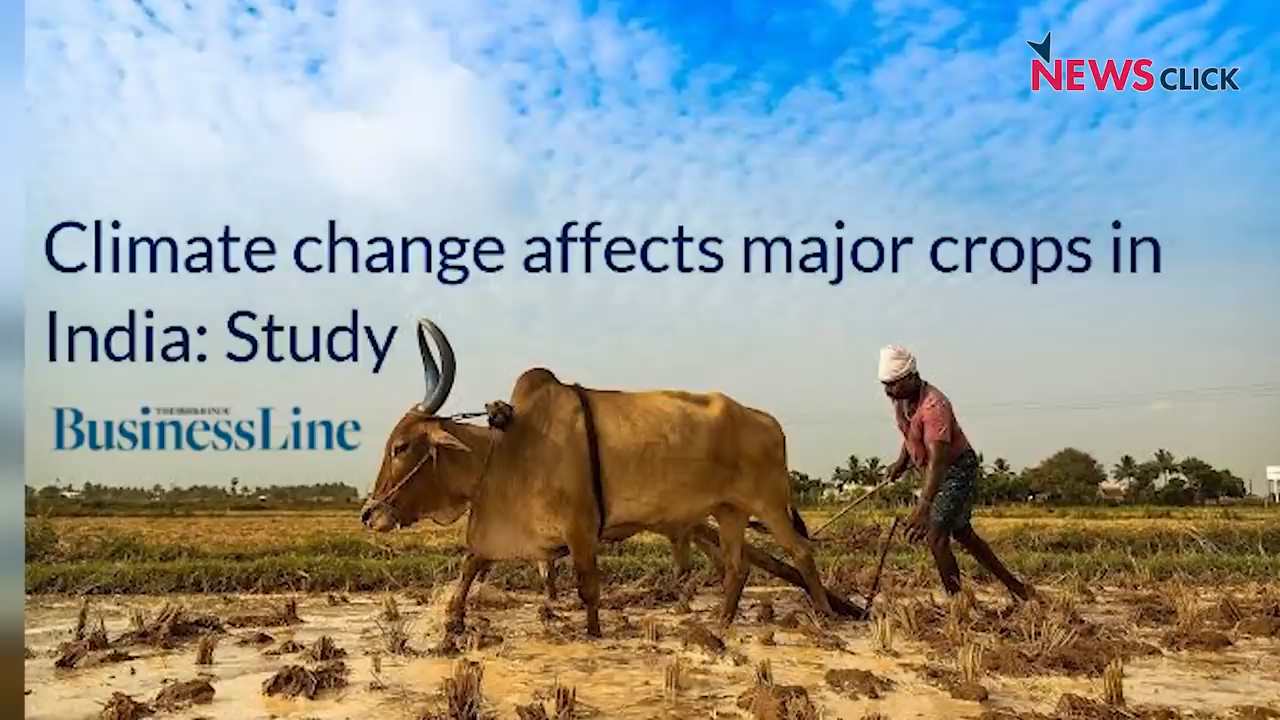 NEWSCLICK
Climate change affects major crops in
India: Study
BusinessLine